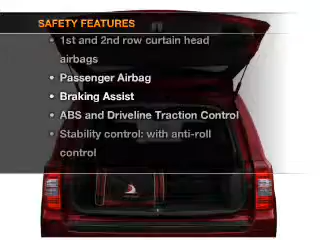 SAFETY FEATURES
• 1st and 2nd row curtain head
airbags
• Passenger Airbag
• Braking Assist
• ABS and Driveline Traction Control
• Stability control: with anti-roll
control